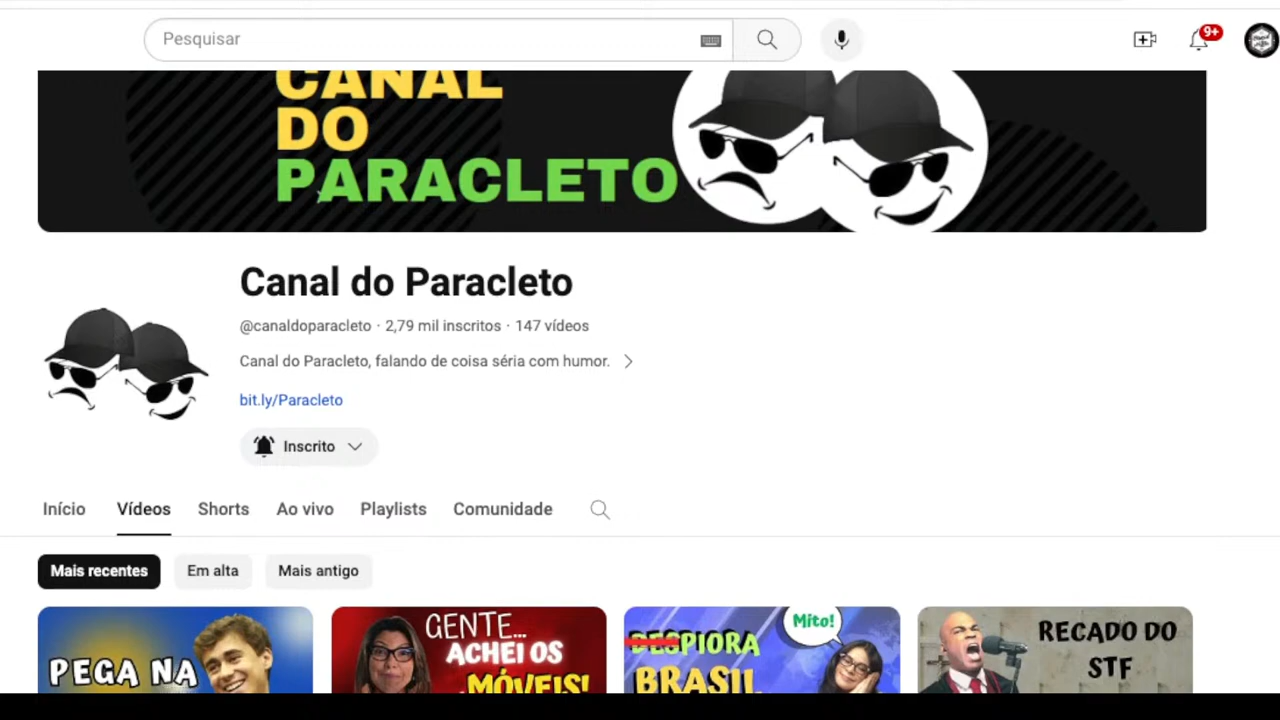 Pesquisar
9+
CANAL
DO
PARACLETO
Canal do Paracleto
@canaldoparacleto · 2,79 mil inscritos · 147 vídeos
Canal do Paracleto, falando de coisa séria com humor.
bit.ly/Paracleto
Inscrito
Início Vídeos Shorts Ao vivo Playlists Comunidade
Mais recentes Em alta Mais antigo
PEGA NA
GENTE...
ACHEI OS
MÓVEIS!
DESPIORA
BRASIL
Mito!
RECADO DO
STF